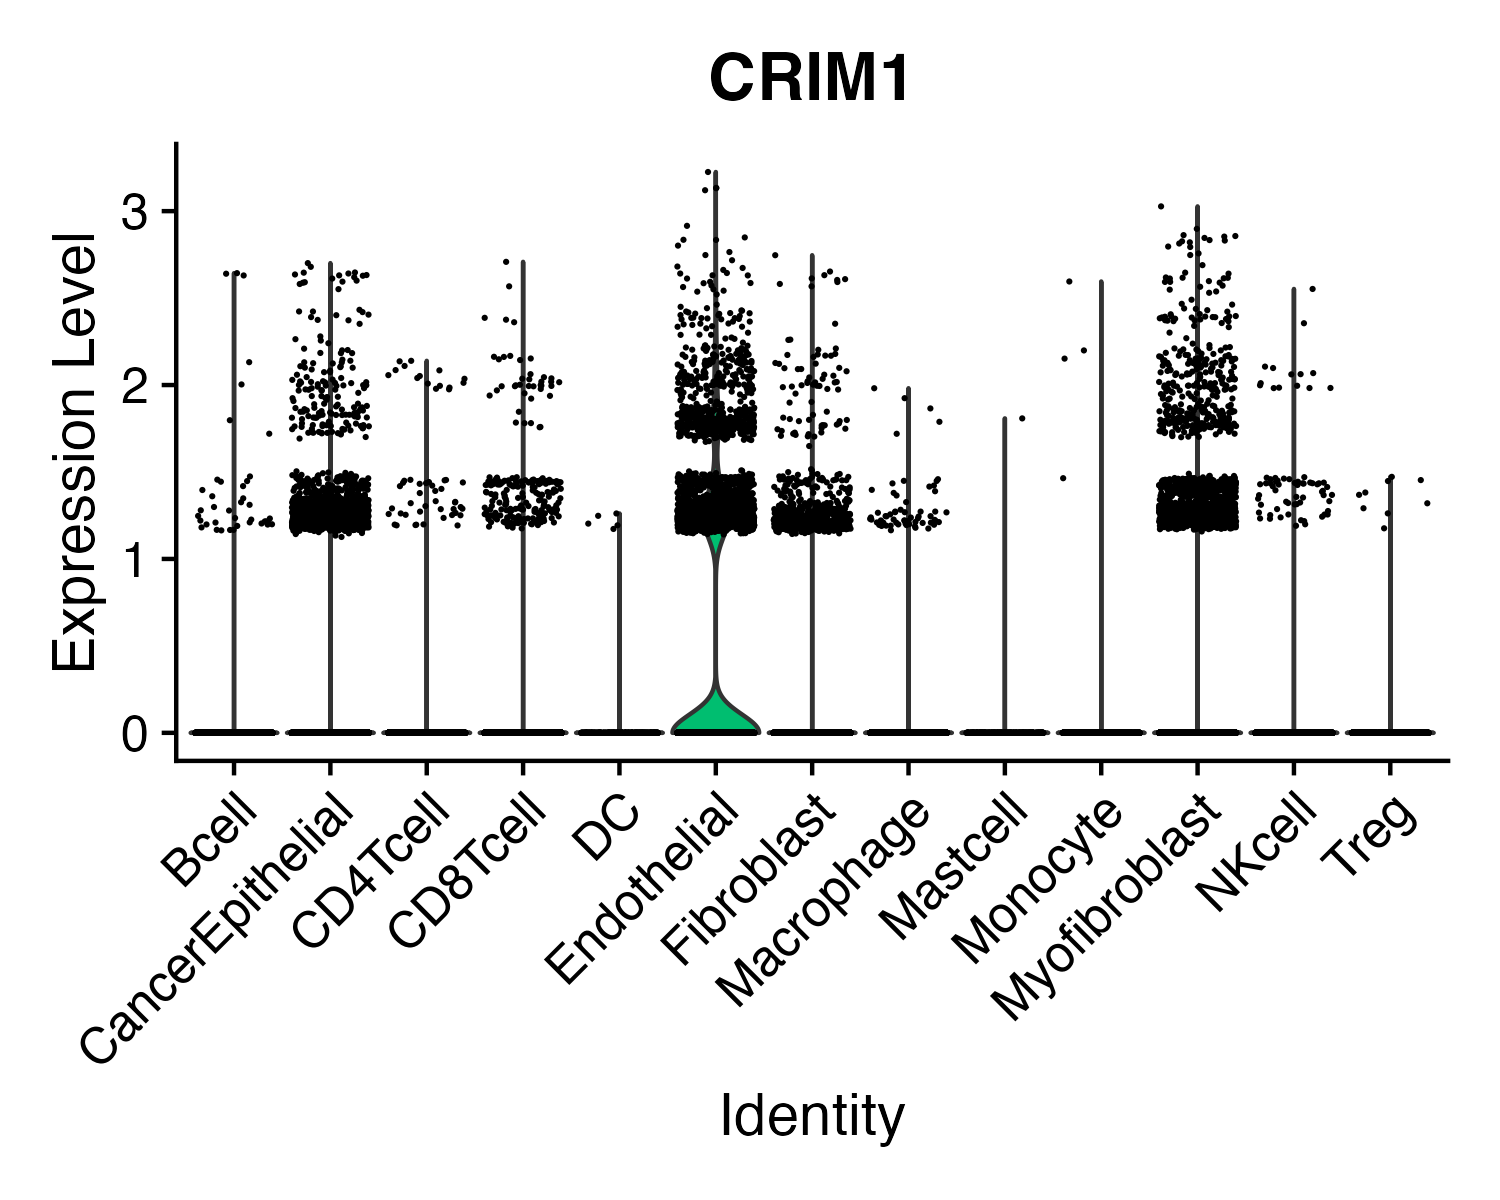 CRIM1
Expression Level
3
2
1
0
Bcell
CancerEpithelial
CD4Tcell
CD8Tcell
DC
Endothelial
Fibroblast
Macrophage
Mastcell
Monocyte
Myofibroblast
NKcell
Treg
Identity